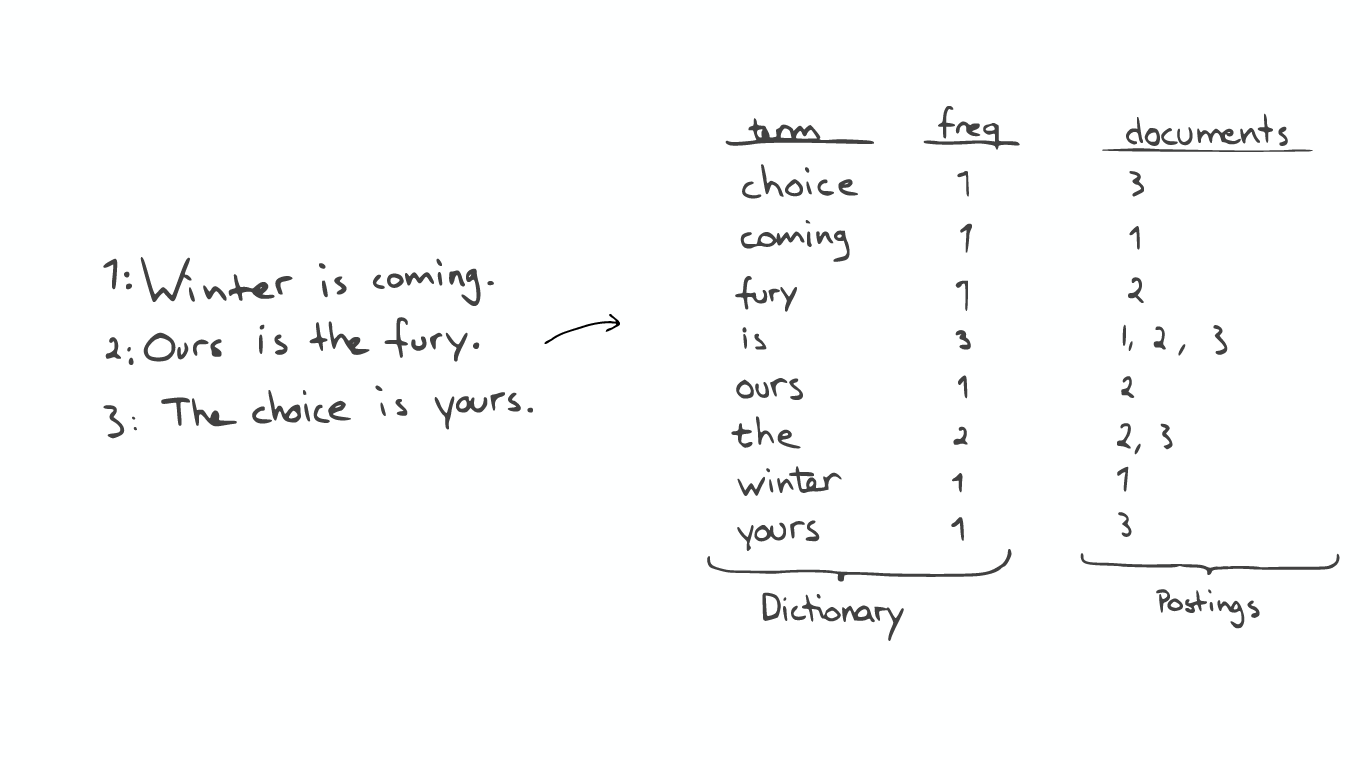 1: Winter is coming.
2: Ours is the fury.
3: The choice is yours.
term freq documents
choice 1 3
coming 1 1
fury 1 2
is 3 1, 2, 3
ours 1 2
the 2 2, 3
winter 1 1
yours 1 3
Dictionary Postings